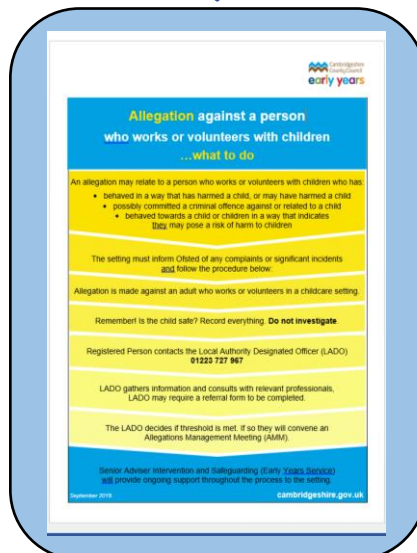 Cambridgeshire
County Council
early years
Allegation against a person
who works or volunteers with children
...what to do
An allegation may relate to a person who works or volunteers with children who has:
• behaved in a way that has harmed a child, or may have harmed a child
• possibly committed a criminal offence against or related to a child
• behaved towards a child or children in a way that indicates
they may pose a risk of harm to children
The setting must inform Ofsted of any complaints or significant incidents
and follow the procedure below:
Allegation is made against an adult who works or volunteers in a childcare setting.
Remember! Is the child safe? Record everything. Do not investigate.
Registered Person contacts the Local Authority Designated Officer (LADO)
01223 727 967
LADO gathers information and consults with relevant professionals,
LADO may require a referral form to be completed.
The LADO decides if threshold is met. If so they will convene an
Allegations Management Meeting (AMM).
Senior Adviser Intervention and Safeguarding (Early Years Service)
will provide ongoing support throughout the process to the setting.
September 2019
cambridgeshire.gov.uk